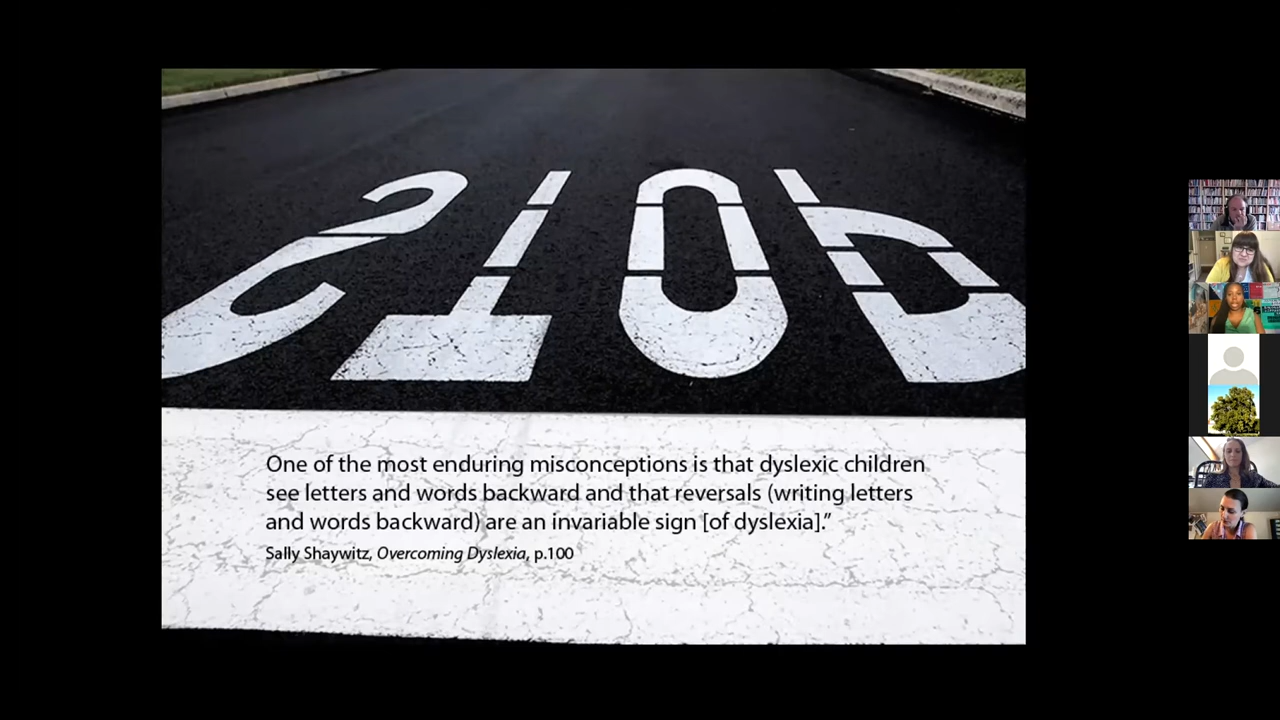 STOP
One of the most enduring misconceptions is that dyslexic children
see letters and words backward and that reversals (writing letters
and words backward) are an invariable sign [of dyslexia].”
Sally Shaywitz, Overcoming Dyslexia, p.100